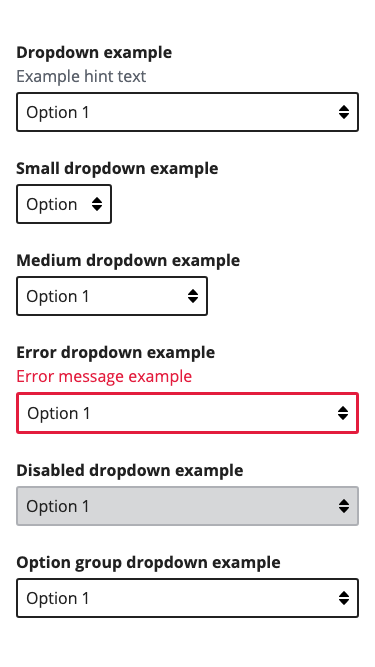 Dropdown example
Example hint text
Option 1
Small dropdown example
Option
Medium dropdown example
Option 1
Error dropdown example
Error message example
Option 1
Disabled dropdown example
Option 1
Option group dropdown example
Option 1